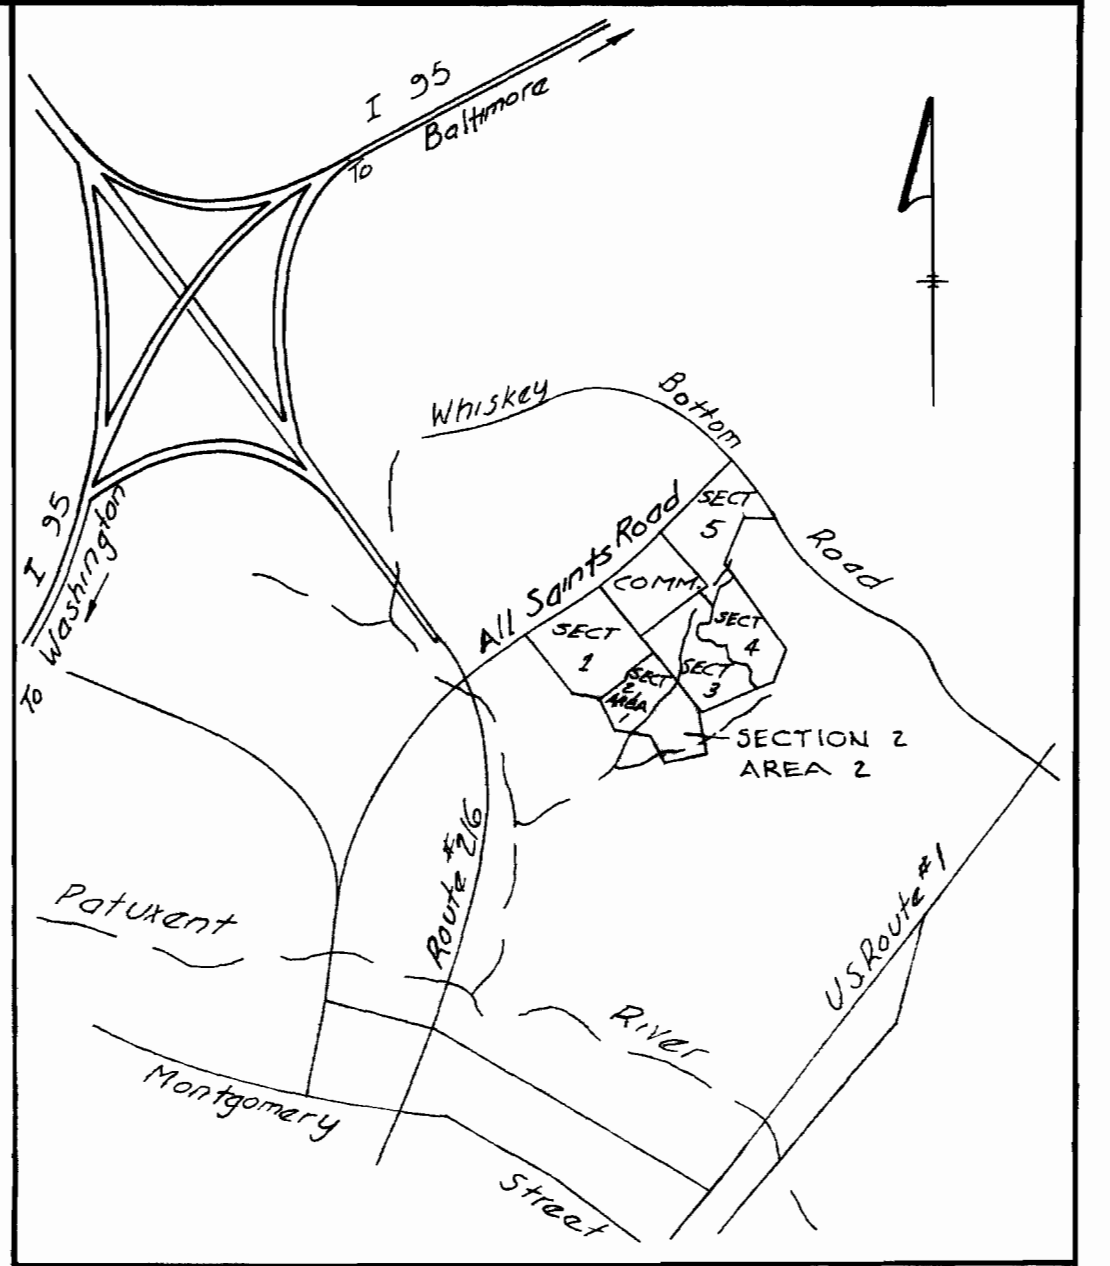 I 95
To Baltimore
Whiskey Bottom Road
All Saints Road
SECT
5
COMM.
SECT
1
SECT
4
SECT
2
AREA
1
SECT
3
SECTION 2
AREA 2
I 95
To Washington
Route #216
Patuxent River
U.S. Route #1
Montgomery Street